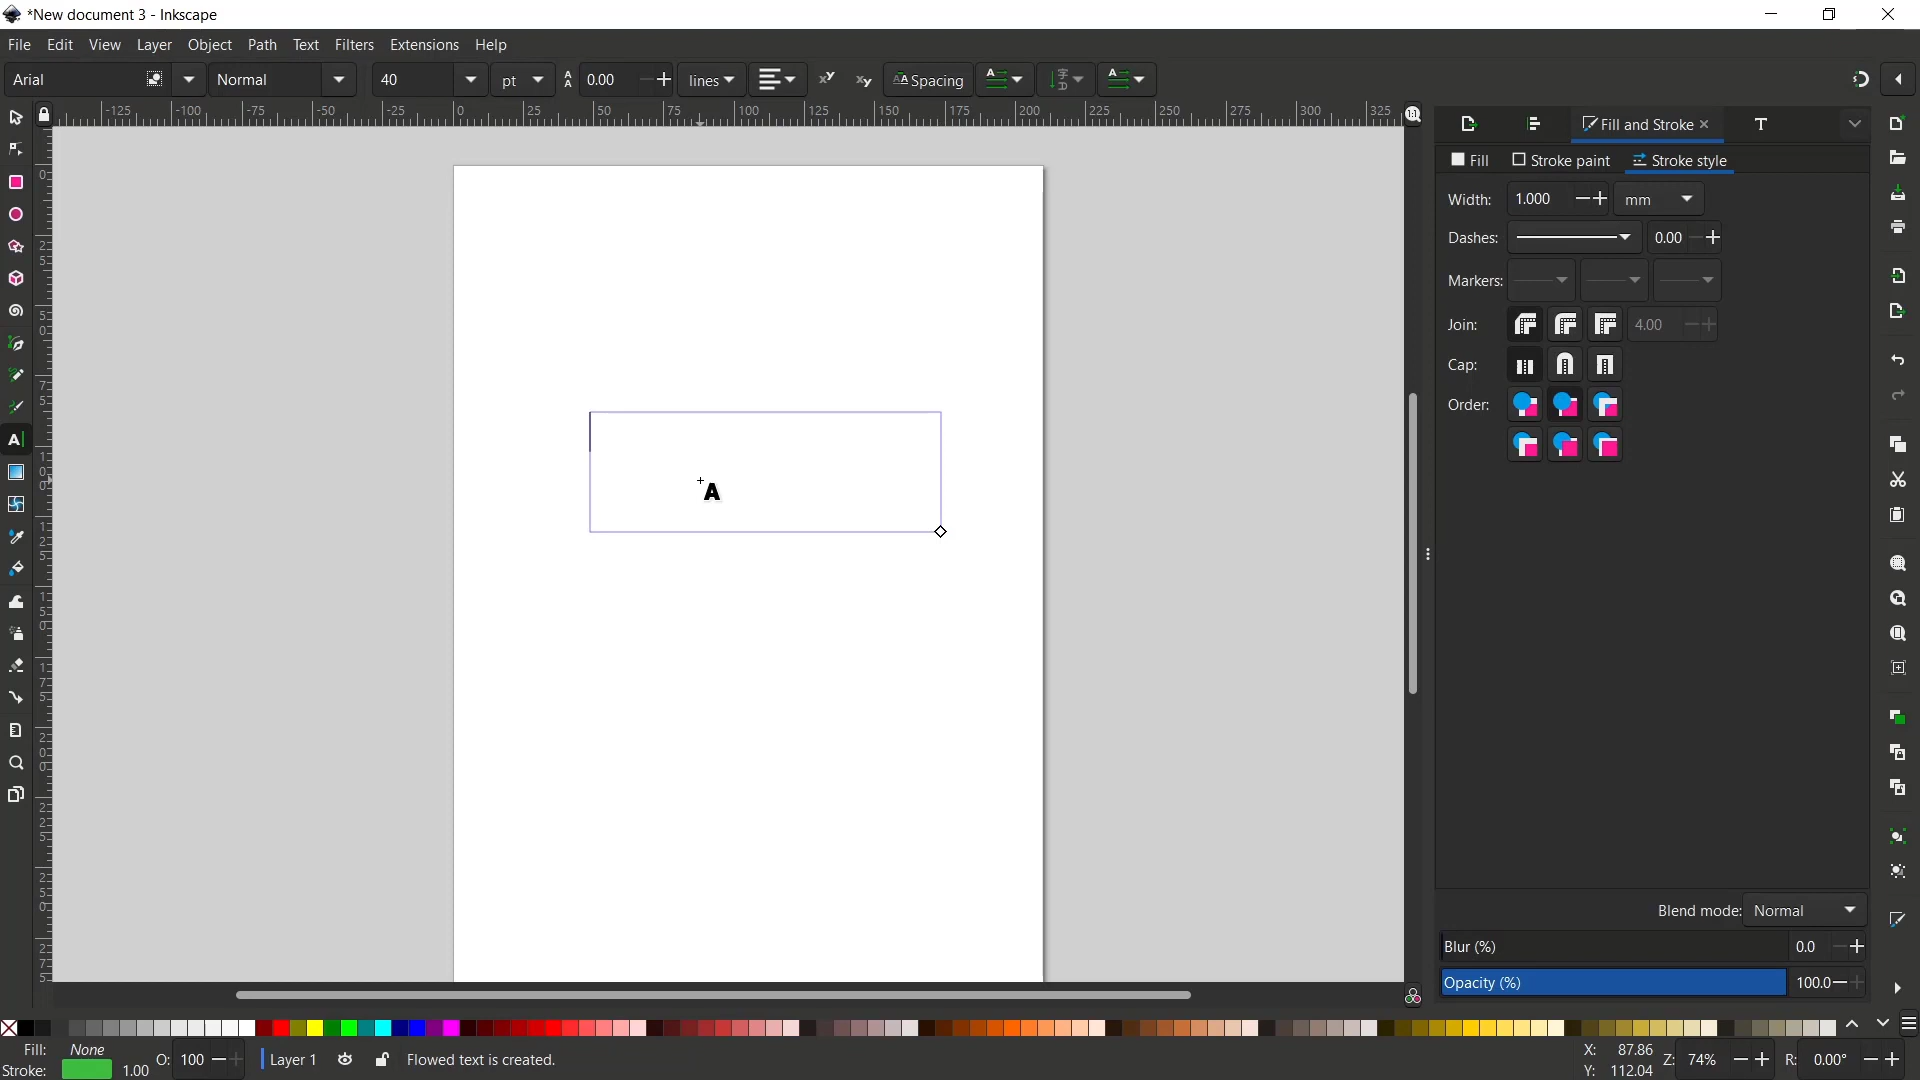 *New document 3 - Inkscape
File Edit View Layer Object Path Text Filters Extensions Help
Arial Normal 40 pt 0.00 lines Spacing
-125 -100 -75 -50 -25 0 25 50 75 100 125 150 175 200 225 250 275 300 325
Fill and Stroke
Fill Stroke paint Stroke style
Width: 1.000 mm
Dashes: 0.00
Markers:
Join: 4.00
Cap:
Order:
Blend mode: Normal
Blur (%) 0.0
Opacity (%) 100.0
Fill: None
Stroke: 1.00
O: 100
Layer 1
Flowed text is created.
X: 87.86
Y: 112.04
Z: 74%
R: 0.00°